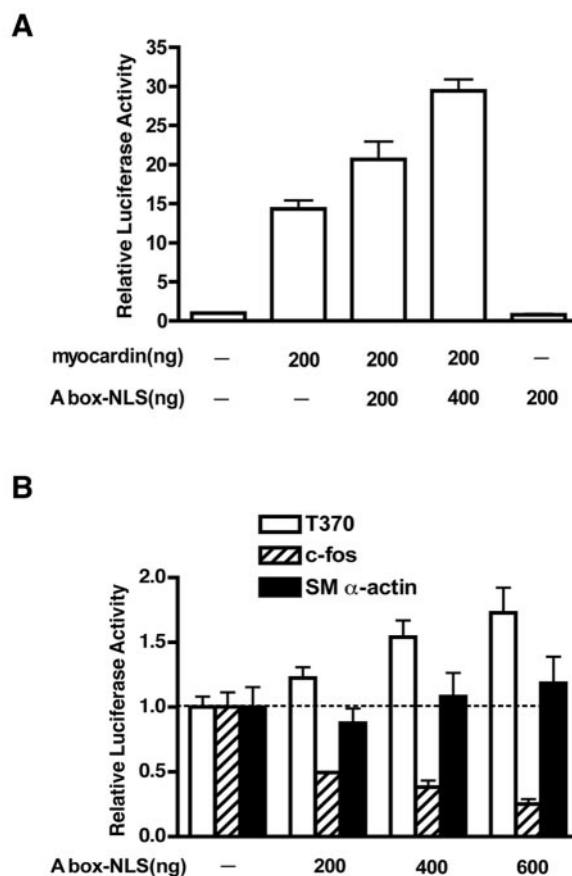 A
Relative Luciferase Activity
35
30
25
20
15
10
5
0
myocardin(ng) — 200 200 200 —
A box-NLS(ng) — — 200 400 200
B
T370
c-fos
SM α-actin
Relative Luciferase Activity
2.0
1.5
1.0
0.5
0.0
A box-NLS(ng) — 200 400 600